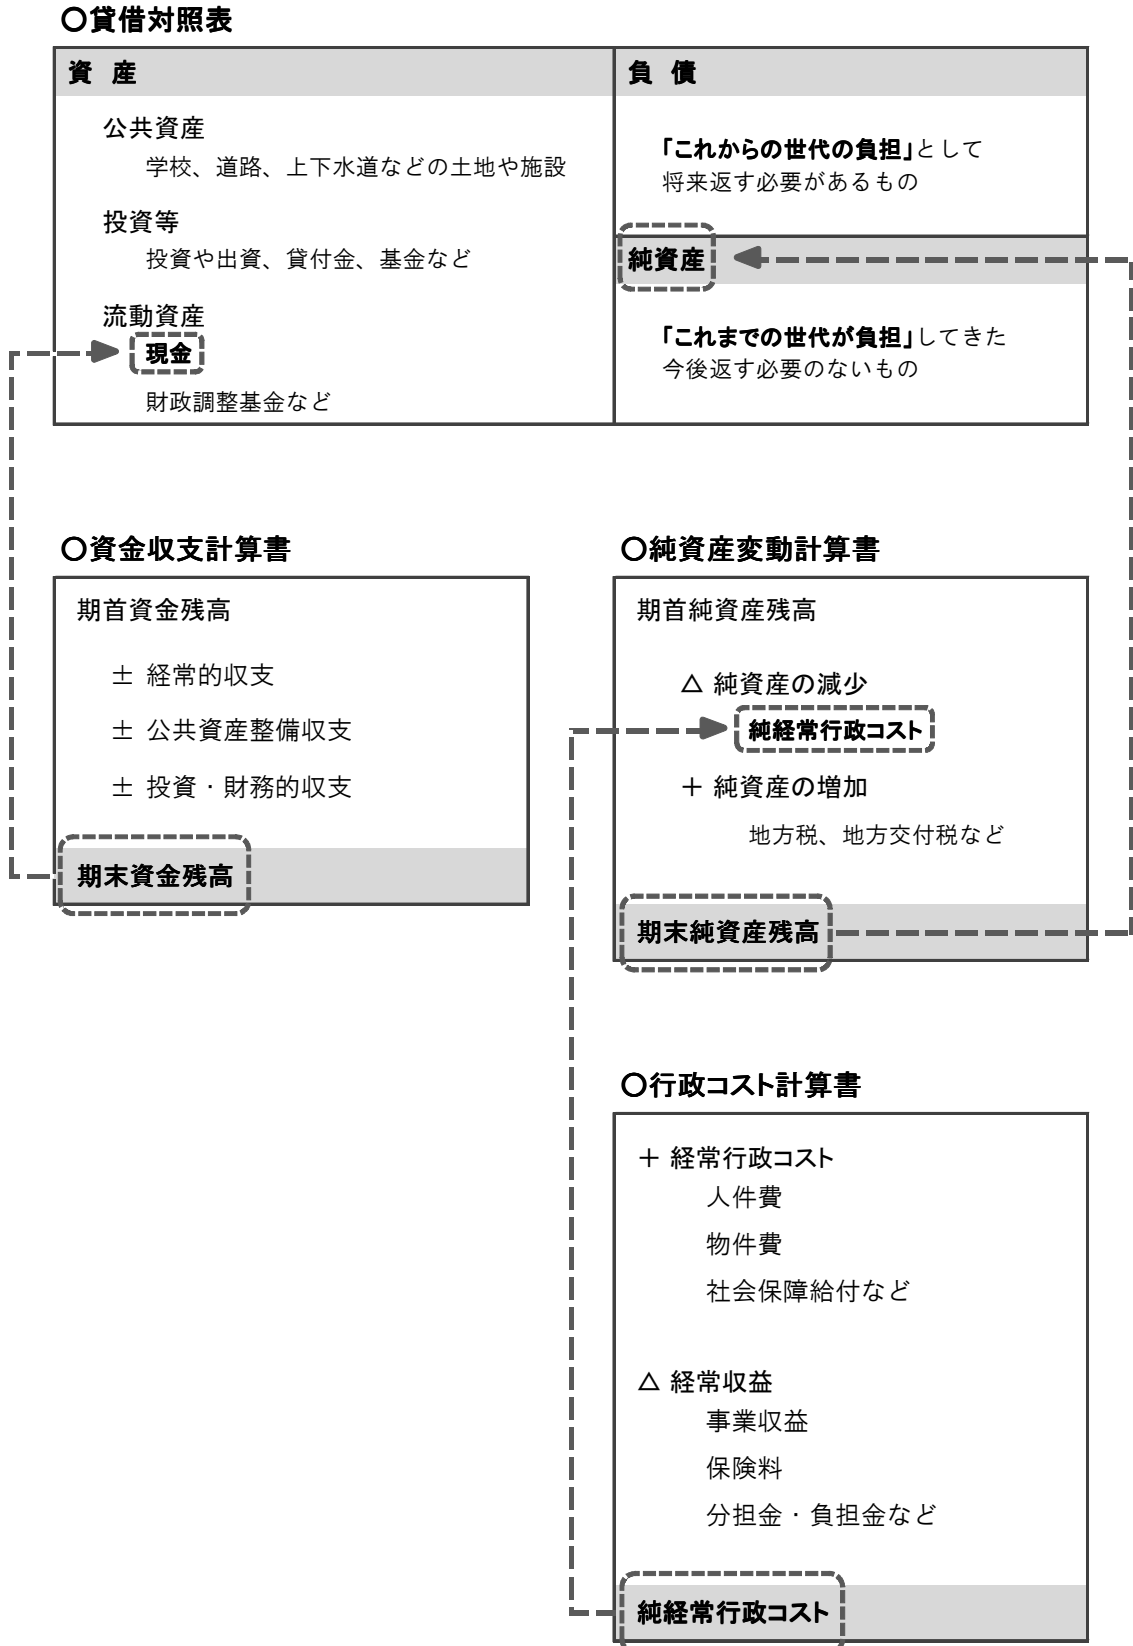 〇貸借対照表
資 産
公共資産
学校、道路、上下水道などの土地や施設
投資等
投資や出資、貸付金、基金など
流動資産
現金
財政調整基金など
負 債
「これからの世代の負担」として
将来返す必要があるもの
純資産
「これまでの世代が負担」してきた
今後返す必要のないもの
〇資金収支計算書
期首資金残高
± 経常的収支
± 公共資産整備収支
± 投資・財務的収支
期末資金残高
〇純資産変動計算書
期首純資産残高
△ 純資産の減少
純経常行政コスト
＋ 純資産の増加
地方税、地方交付税など
期末純資産残高
〇行政コスト計算書
＋ 経常行政コスト
人件費
物件費
社会保障給付など
△ 経常収益
事業収益
保険料
分担金・負担金など
純経常行政コスト